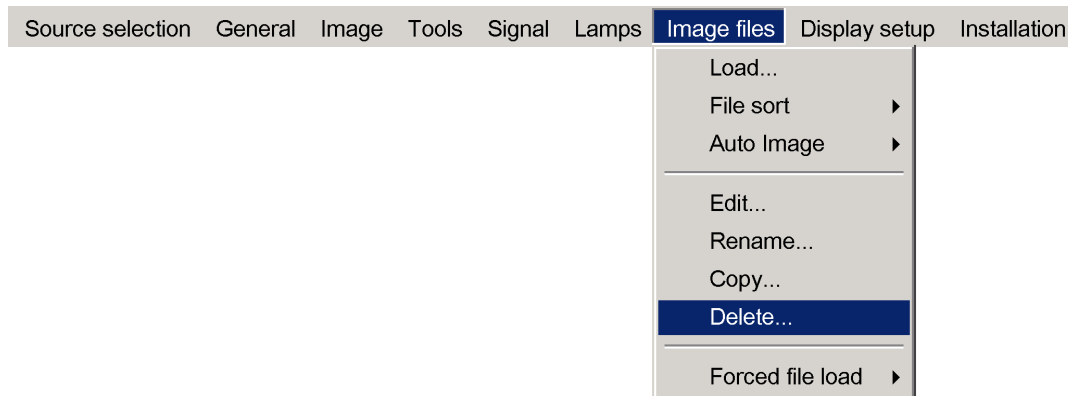 Source selection General Image Tools Signal Lamps Image files Display setup Installation
Load...
File sort
Auto Image
Edit...
Rename...
Copy...
Delete...
Forced file load